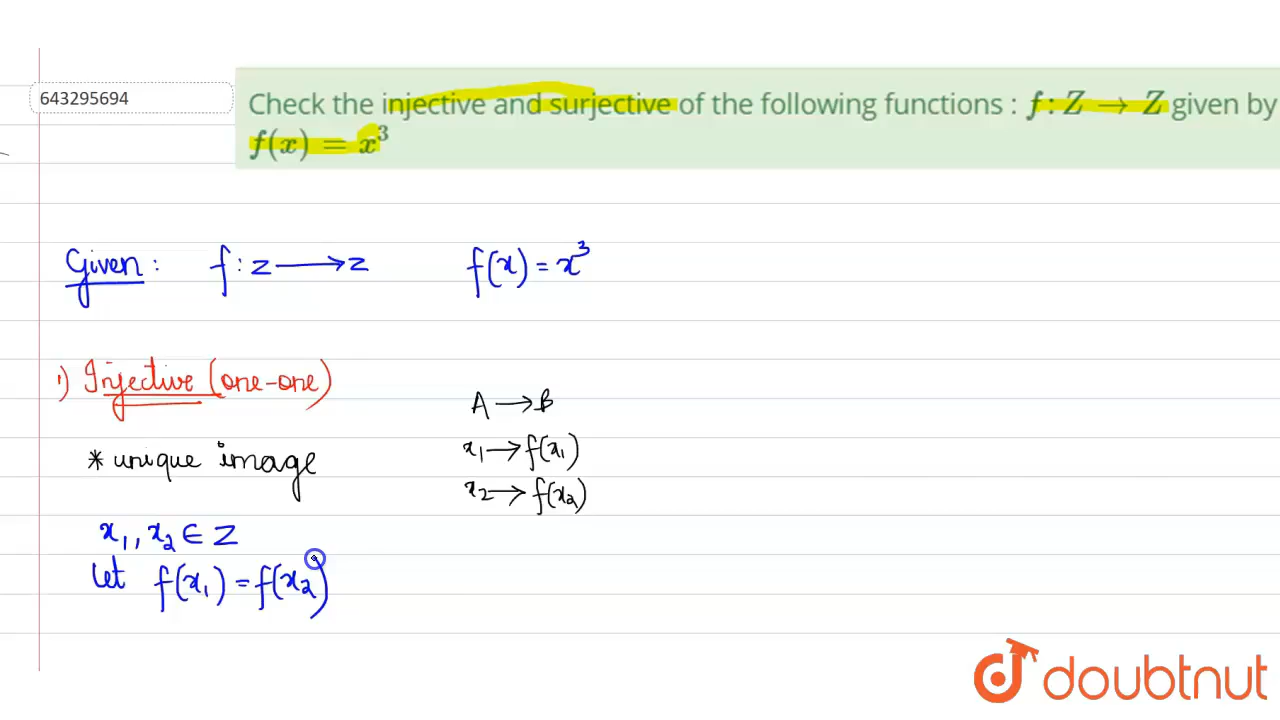 643295694
Check the injective and surjective of the following functions : f : Z → Z given by
f(x) = x³
Given : f : z ⟶ z f(x) = x³
1) Injective (one-one)
A → B
* unique image x₁ → f(x₁)
x₂ → f(x₂)
x₁, x₂ ∈ Z
Let f(x₁) = f(x₂)
doubtnut